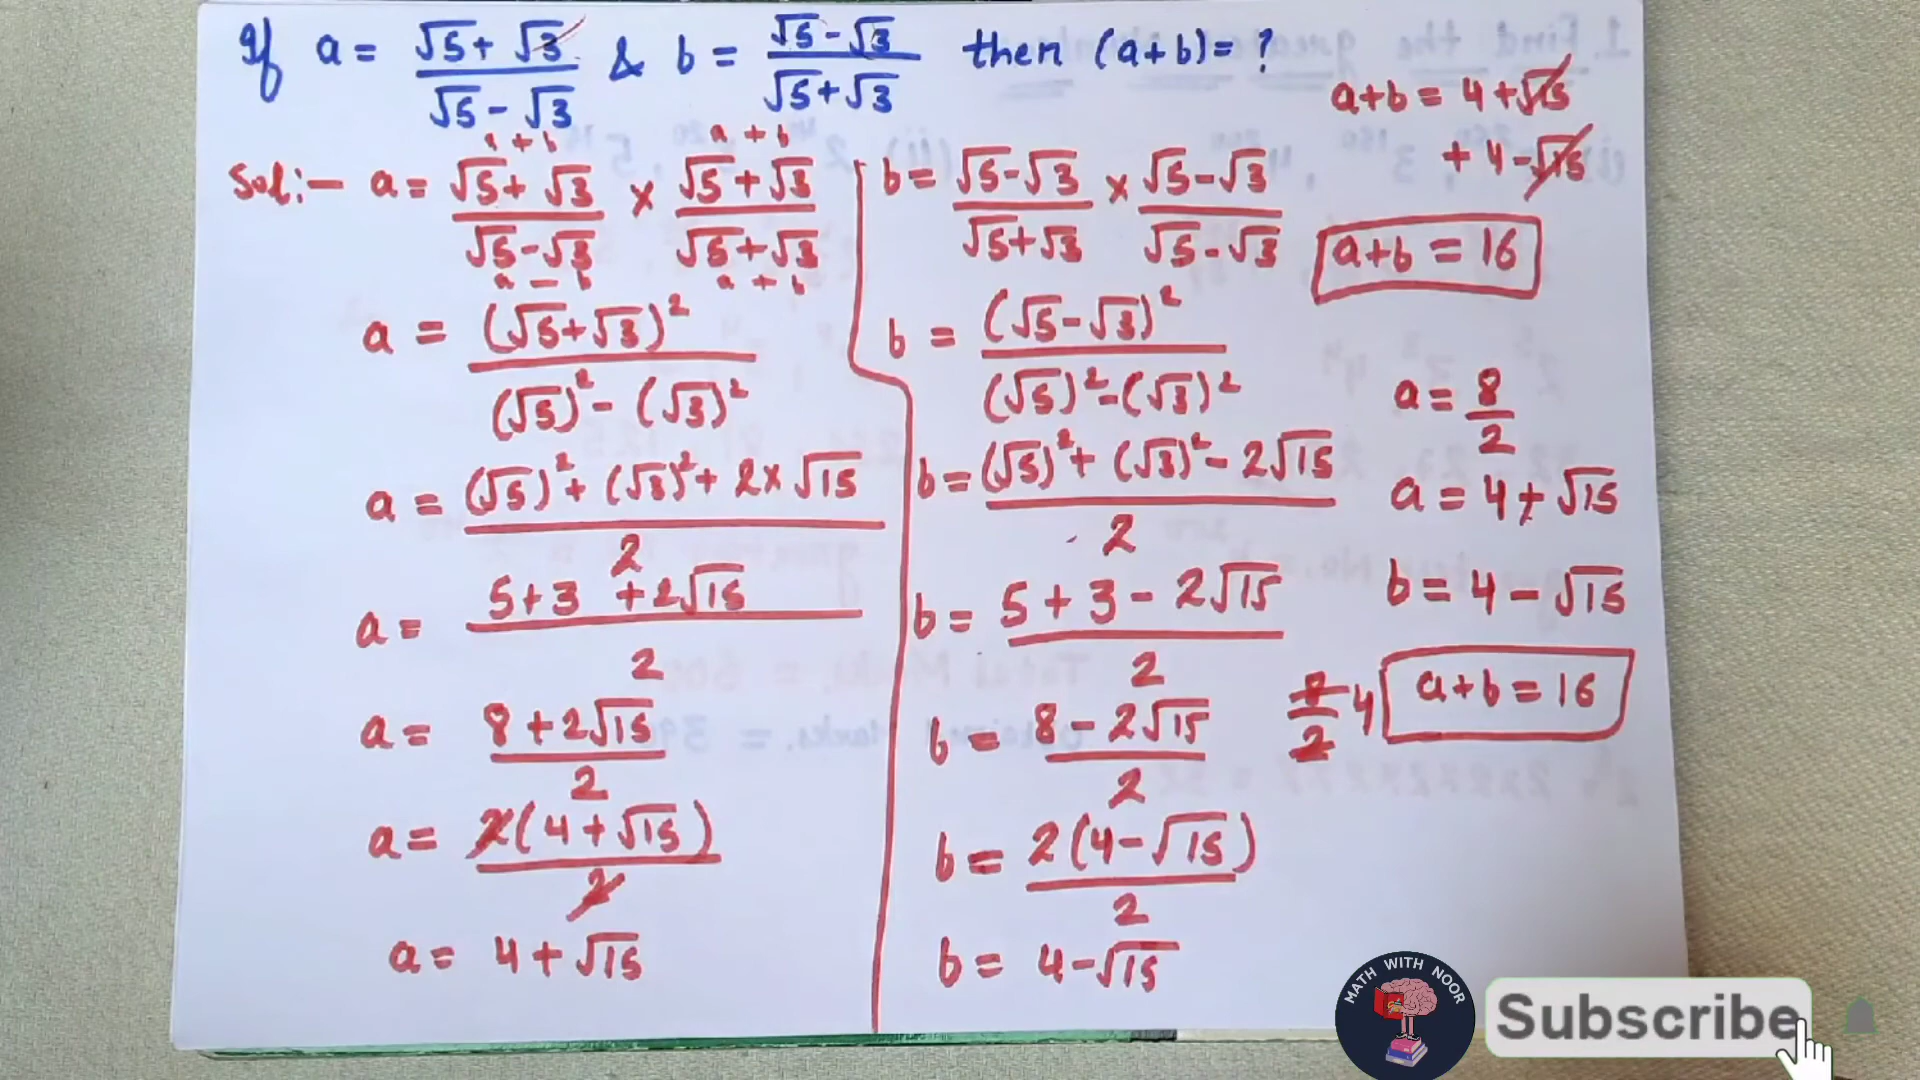 If a = (√5 + √3)/(√5 - √3) & b = (√5 - √3)/(√5 + √3) then (a+b) = ?
Sol:- a = (√5 + √3)/(√5 - √3) × (√5 + √3)/(√5 + √3)
a + b a + b
a - b a + b
a = (√5+√3)²/((√5)² - (√3)²)
a = ((√5)² + (√3)² + 2×√15)/2
a = (5+3 +2√15)/2
a = (8 + 2√15)/2
a = 2(4+√15)/2
a = 4+√15
b = (√5-√3)/(√5+√3) × (√5-√3)/(√5-√3)
b = (√5-√3)²/((√5)²-(√3)²)
b = ((√5)² + (√3)² - 2√15)/2
b = (5 + 3 - 2√15)/2
b = (8 - 2√15)/2
b = 2(4-√15)/2
b = 4-√15
a+b = 4+√15
+ 4-√15
a+b = 16
a = 8/2
a = 4+√15
b = 4-√15
4
a+b = 16
MATH WITH NOOR
Subscribe